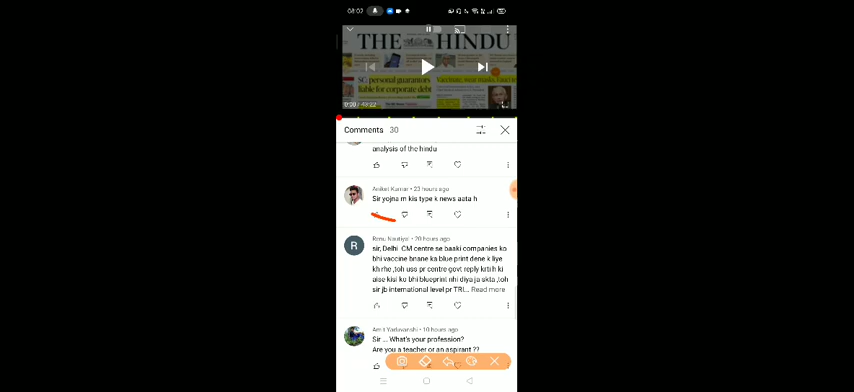 08:02
THE HINDU
SC: personal guarantors
liable for corporate debt
0:00 / 43:22
Comments 30
analysis of the hindu
Aniket Kumar • 23 hours ago
Sir yojna m kis type k news aata h
R
Renu Nautiyal • 20 hours ago
sir, Delhi CM centre se baaki companies ko
bhi vaccine bnane ka blue print dene k liye
kh rhe ,toh uss pr centre govt reply krtih ki
aise kisi ko bhi blueprint nhi diya ja skta ,toh
sir jb international level pr TRI... Read more
Amit Yaduvanshi • 10 hours ago
Sir ... What's your profession?
Are you a teacher or an aspirant ??